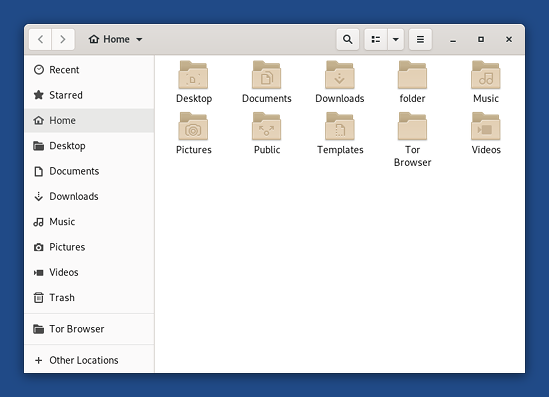 Home
Recent
Starred
Home
Desktop
Documents
Downloads
Music
Pictures
Videos
Trash
Tor Browser
Other Locations
Desktop
Documents
Downloads
folder
Music
Pictures
Public
Templates
Tor
Browser
Videos